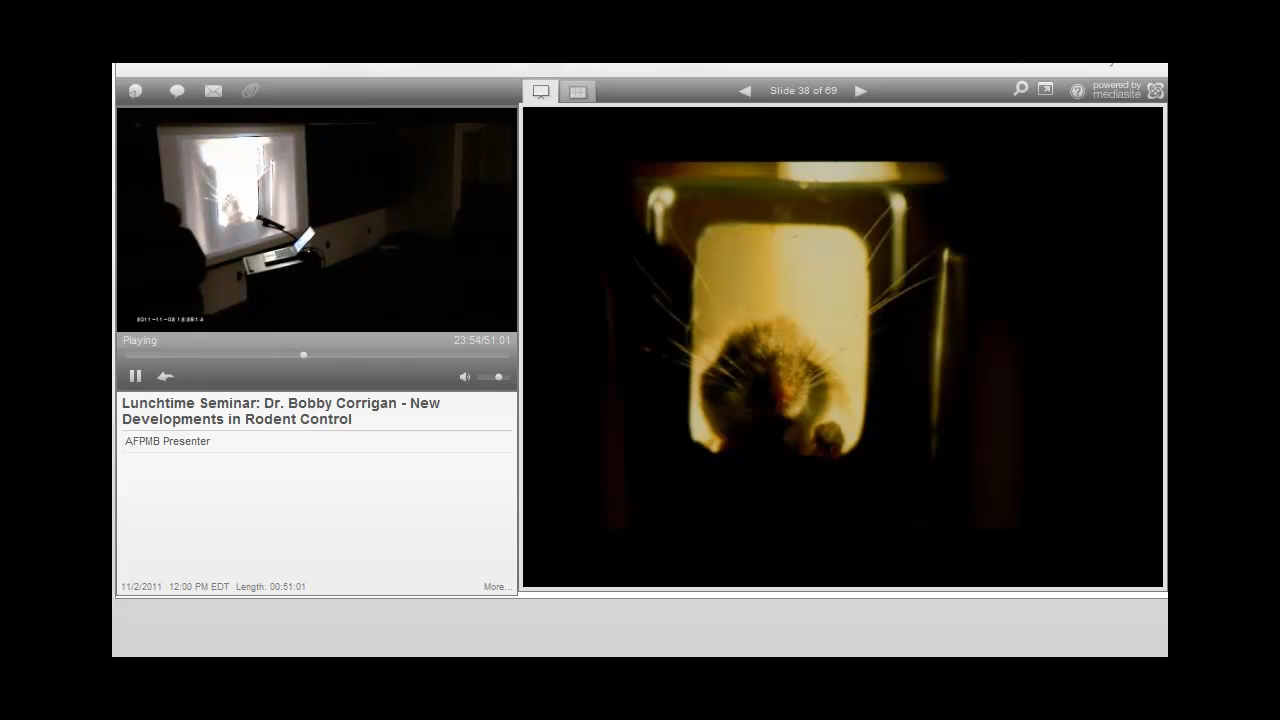 Slide 38 of 69
powered by
mediasite
Playing
23:54/51:01
Lunchtime Seminar: Dr. Bobby Corrigan - New
Developments in Rodent Control
AFPMB Presenter
11/2/2011 12:00 PM EDT Length: 00:51:01
More...